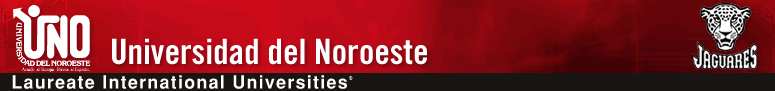 UNO
UNIVERSIDAD DEL NOROESTE
Universidad del Noroeste
JAGUARES
Laureate International Universities®